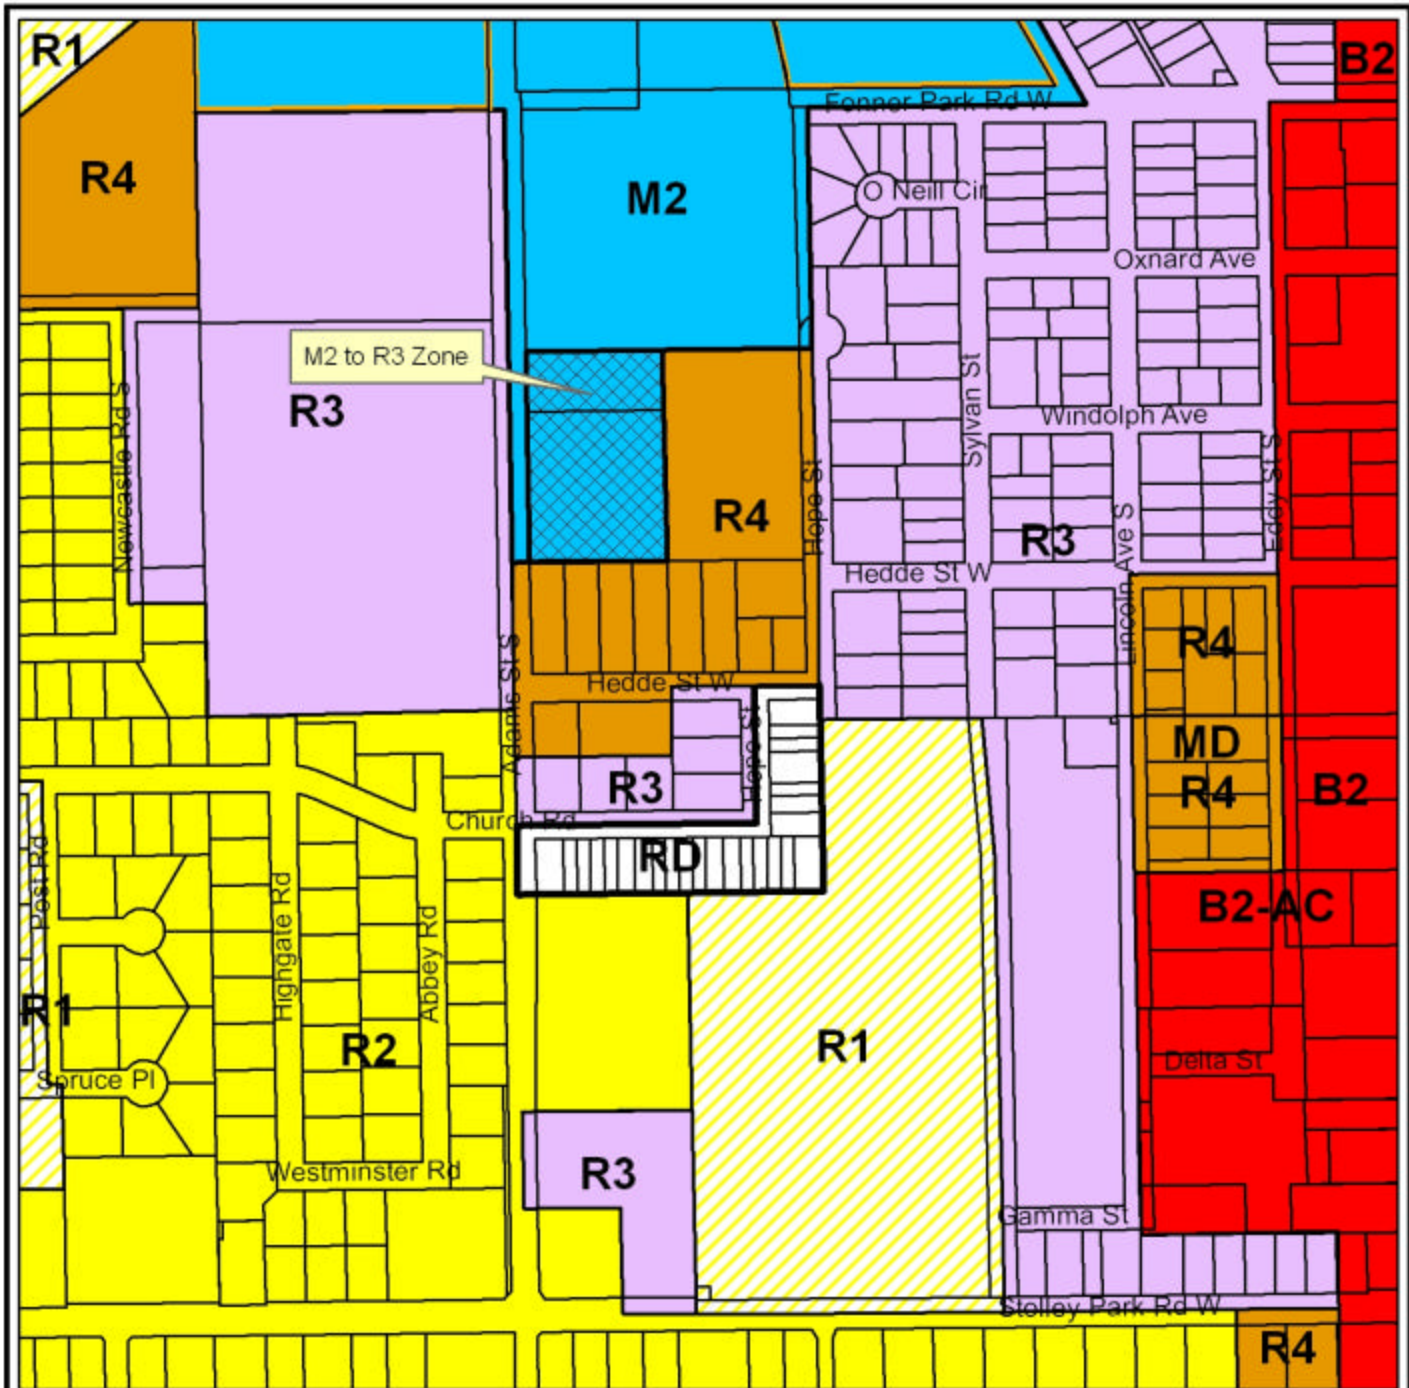 R1
B2
Fonner Park Rd W
R4
M2
O Neill Cir
Oxnard Ave
M2 to R3 Zone
R3
Newcastle Rd S
Sylvan St
Windolph Ave
Hope St
R4
Eddy St S
R3
Lincoln Ave S
Hedde St W
R4
Adams St S
Hedde St W
Hope St
MD
R4
R3
B2
Church Rd
RD
Post Rd
B2-AC
Highgate Rd
Abbey Rd
R1
R2
R1
Delta St
Spruce Pl
Westminster Rd
R3
Gamma St
Stolley Park Rd W
R4